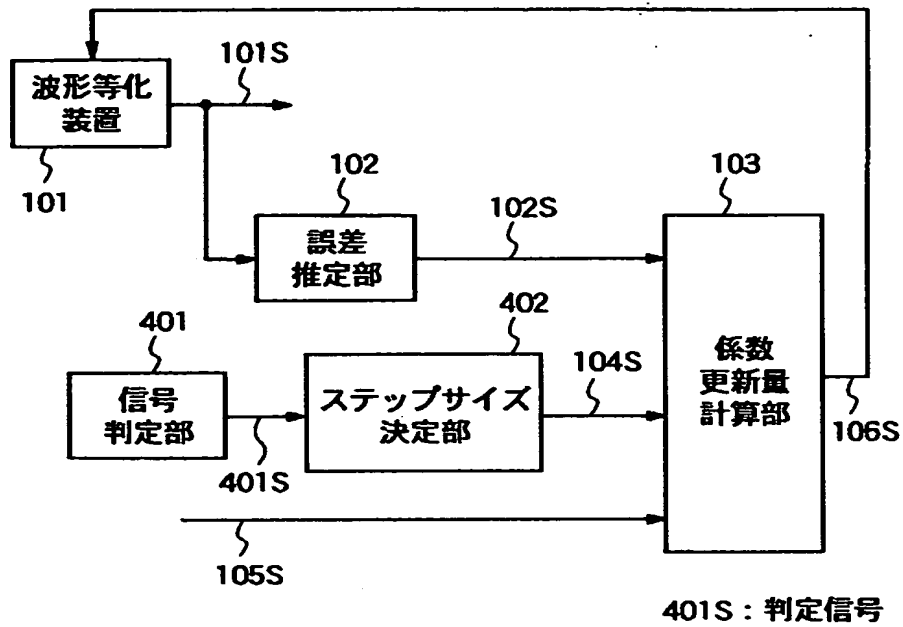 101S
波形等化
装置
101
102
102S
103
誤差
推定部
401
402
104S
係数
更新量
計算部
信号
判定部
ステップサイズ
決定部
401S
106S
105S
401S:判定信号